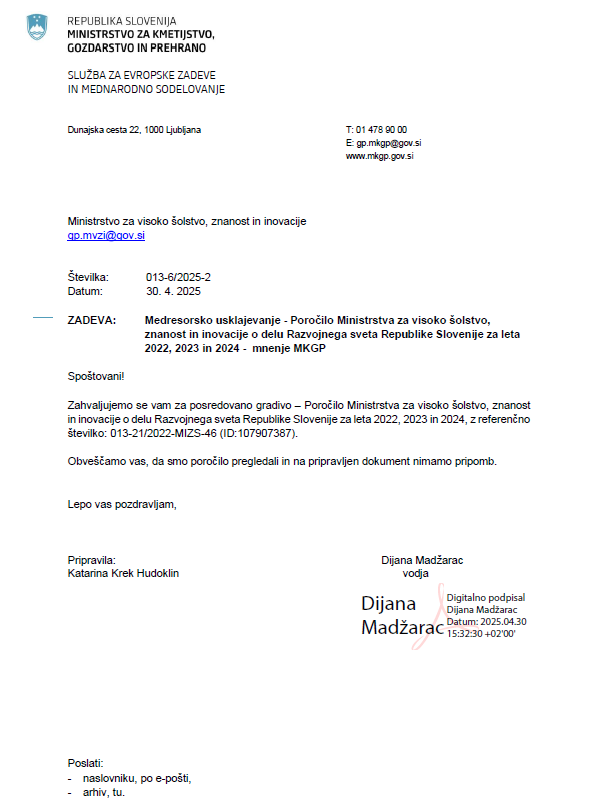 REPUBLIKA SLOVENIJA
MINISTRSTVO ZA KMETIJSTVO,
GOZDARSTVO IN PREHRANO
SLUŽBA ZA EVROPSKE ZADEVE
IN MEDNARODNO SODELOVANJE
Dunajska cesta 22, 1000 Ljubljana
T: 01 478 90 00
E: gp.mkgp@gov.si
www.mkgp.gov.si
Ministrstvo za visoko šolstvo, znanost in inovacije
gp.mvzi@gov.si
Številka: 013-6/2025-2
Datum: 30. 4. 2025
ZADEVA: Medresorsko usklajevanje - Poročilo Ministrstva za visoko šolstvo,
znanost in inovacije o delu Razvojnega sveta Republike Slovenije za leta
2022, 2023 in 2024 - mnenje MKGP
Spoštovani!
Zahvaljujemo se vam za posredovano gradivo – Poročilo Ministrstva za visoko šolstvo, znanost
in inovacije o delu Razvojnega sveta Republike Slovenije za leta 2022, 2023 in 2024, z referenčno
številko: 013-21/2022-MIZS-46 (ID:107907387).
Obveščamo vas, da smo poročilo pregledali in na pripravljen dokument nimamo pripomb.
Lepo vas pozdravljam,
Pripravila: Dijana Madžarac
Katarina Krek Hudoklin vodja
Dijana
Madžarac
Digitalno podpisal
Dijana Madžarac
Datum: 2025.04.30
15:32:30 +02'00'
Poslati:
- naslovniku, po e-pošti,
- arhiv, tu.